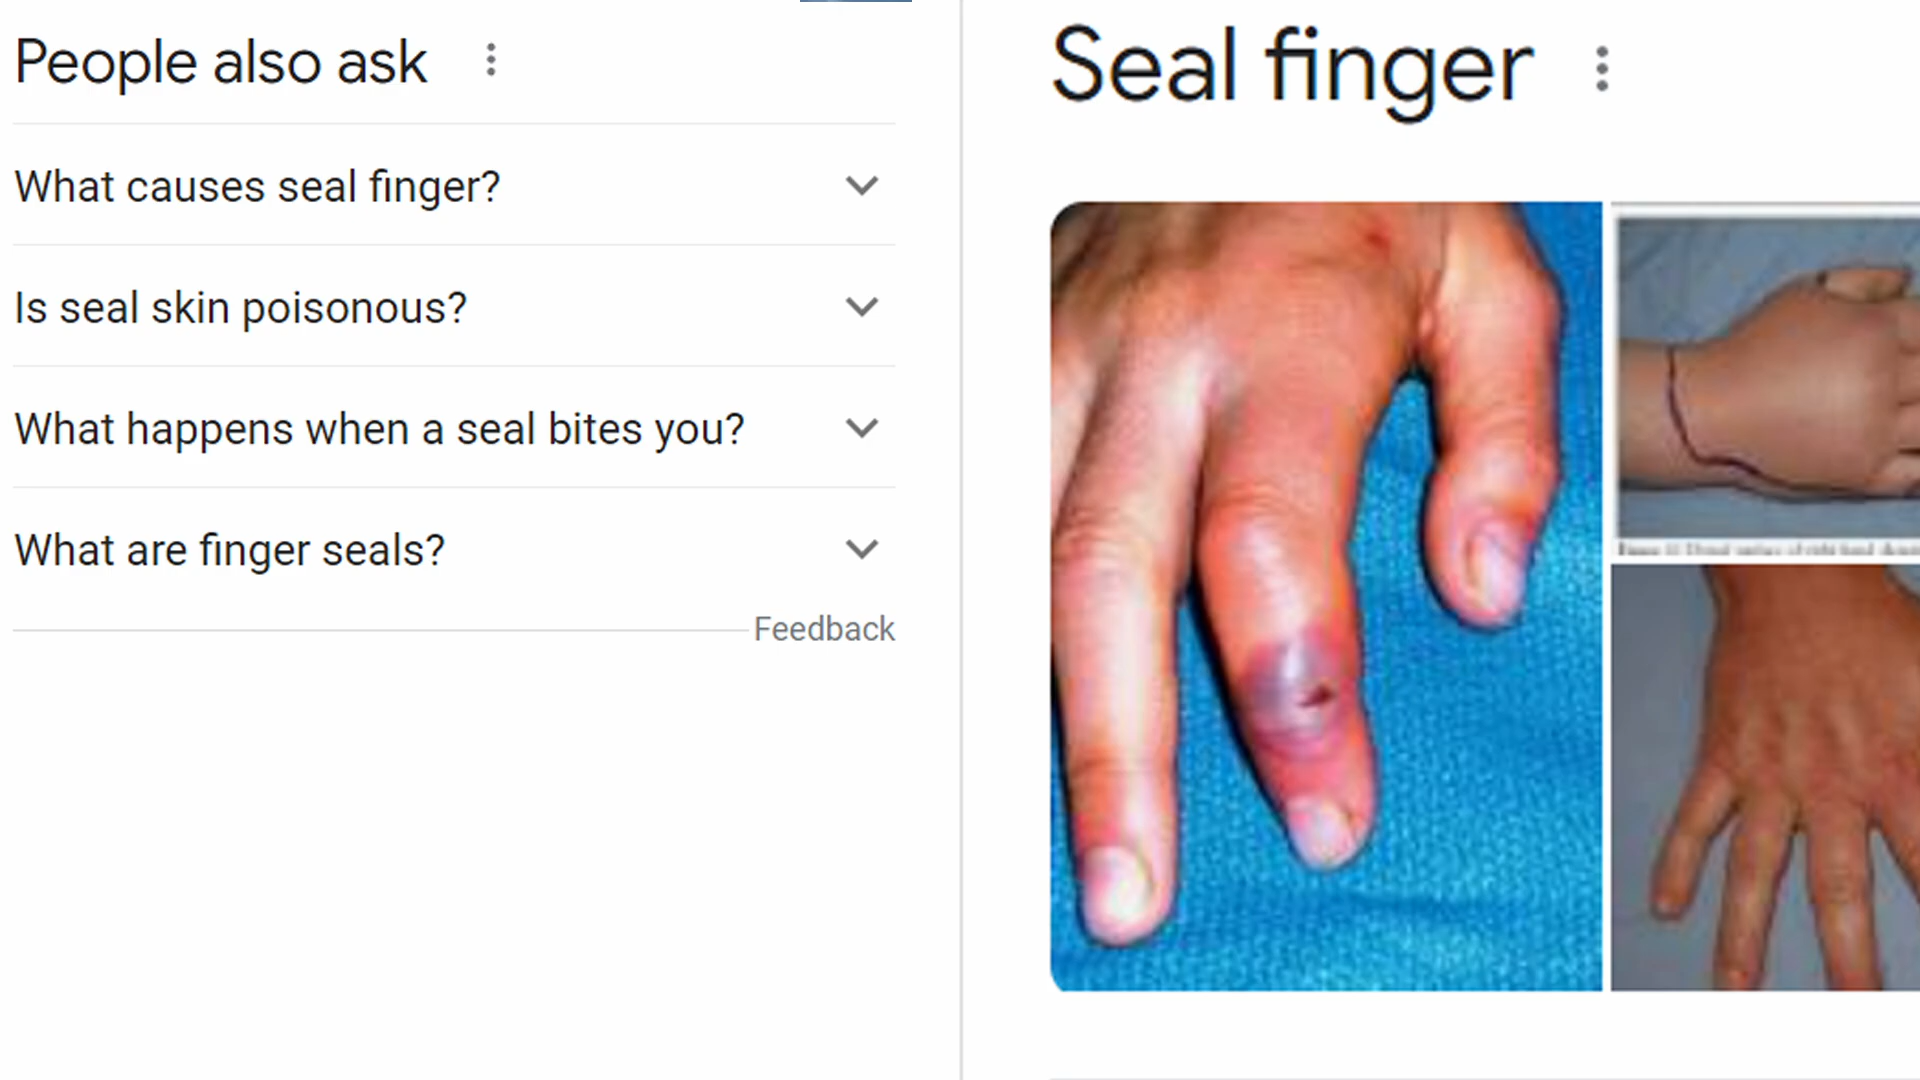 People also ask
What causes seal finger?
Is seal skin poisonous?
What happens when a seal bites you?
What are finger seals?
Feedback
Seal finger